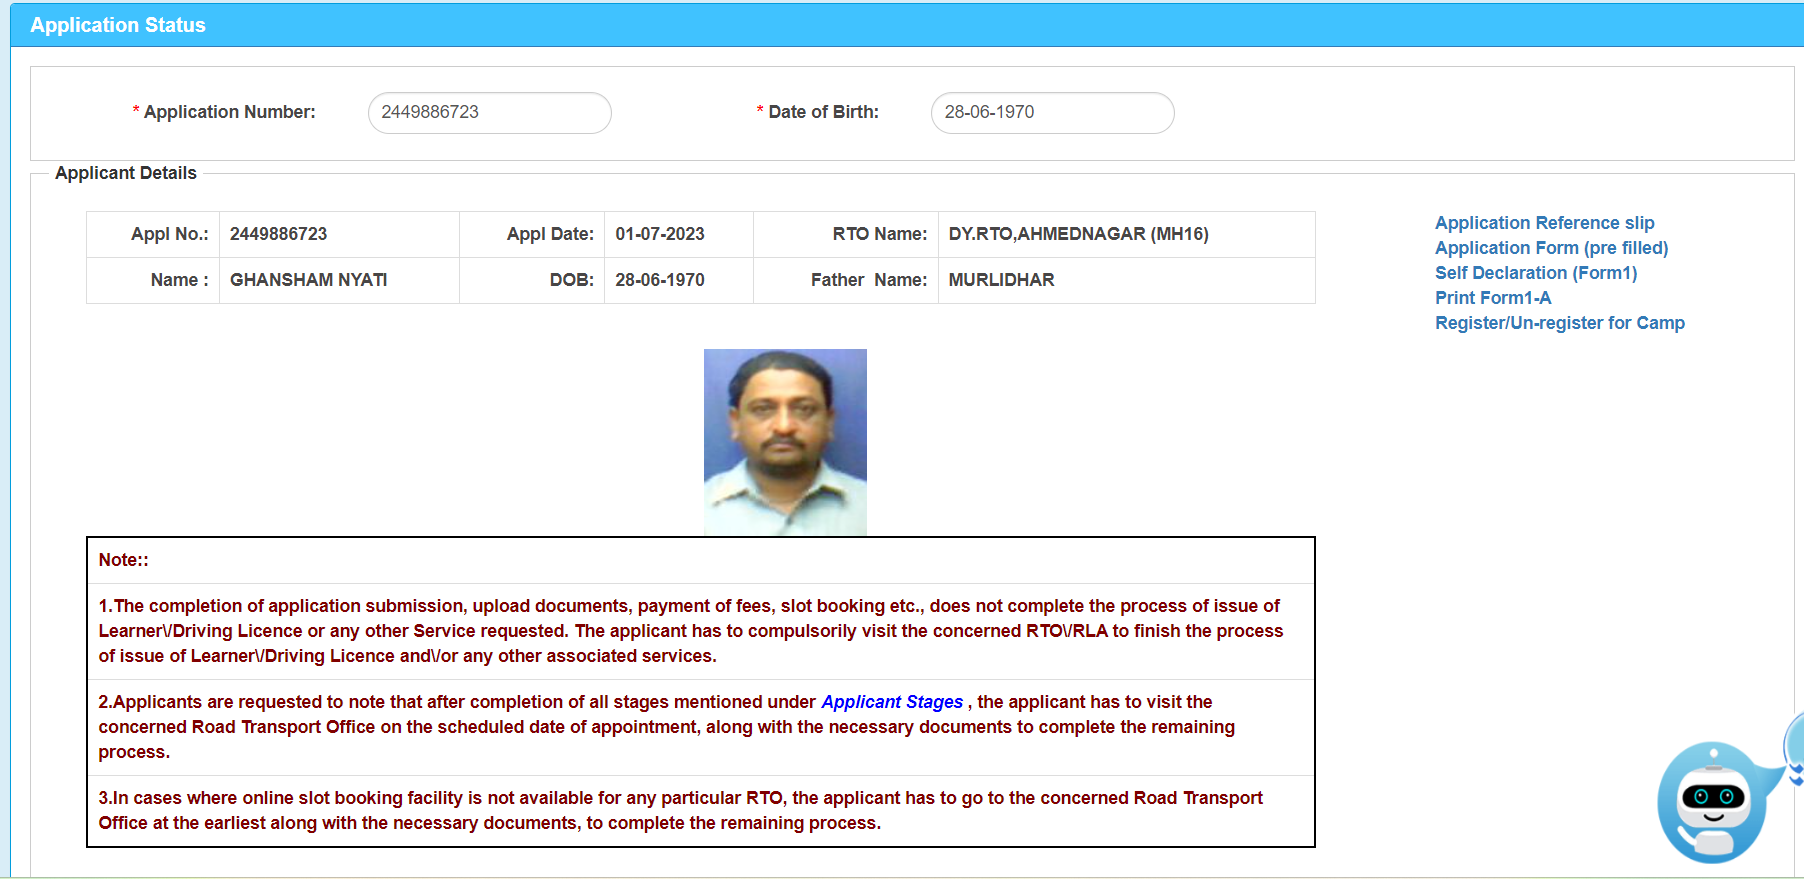 Application Status
* Application Number: 2449886723 * Date of Birth: 28-06-1970
Applicant Details
Appl No.: 2449886723 Appl Date: 01-07-2023 RTO Name: DY.RTO,AHMEDNAGAR (MH16)
Name : GHANSHAM NYATI DOB: 28-06-1970 Father Name: MURLIDHAR
Application Reference slip
Application Form (pre filled)
Self Declaration (Form1)
Print Form1-A
Register/Un-register for Camp
Note::
1.The completion of application submission, upload documents, payment of fees, slot booking etc., does not complete the process of issue of
Learner\/Driving Licence or any other Service requested. The applicant has to compulsorily visit the concerned RTO\/RLA to finish the process
of issue of Learner\/Driving Licence and\/or any other associated services.
2.Applicants are requested to note that after completion of all stages mentioned under Applicant Stages , the applicant has to visit the
concerned Road Transport Office on the scheduled date of appointment, along with the necessary documents to complete the remaining
process.
3.In cases where online slot booking facility is not available for any particular RTO, the applicant has to go to the concerned Road Transport
Office at the earliest along with the necessary documents, to complete the remaining process.